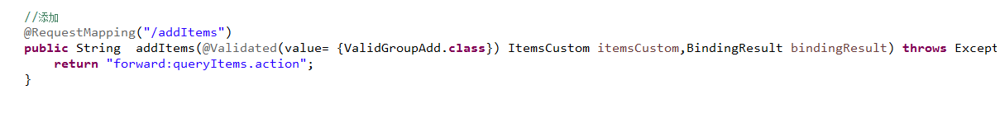 //添加
@RequestMapping("/addItems")
public String  addItems(@Validated(value= {ValidGroupAdd.class}) ItemsCustom itemsCustom,BindingResult bindingResult) throws Except
    return "forward:queryItems.action";
}